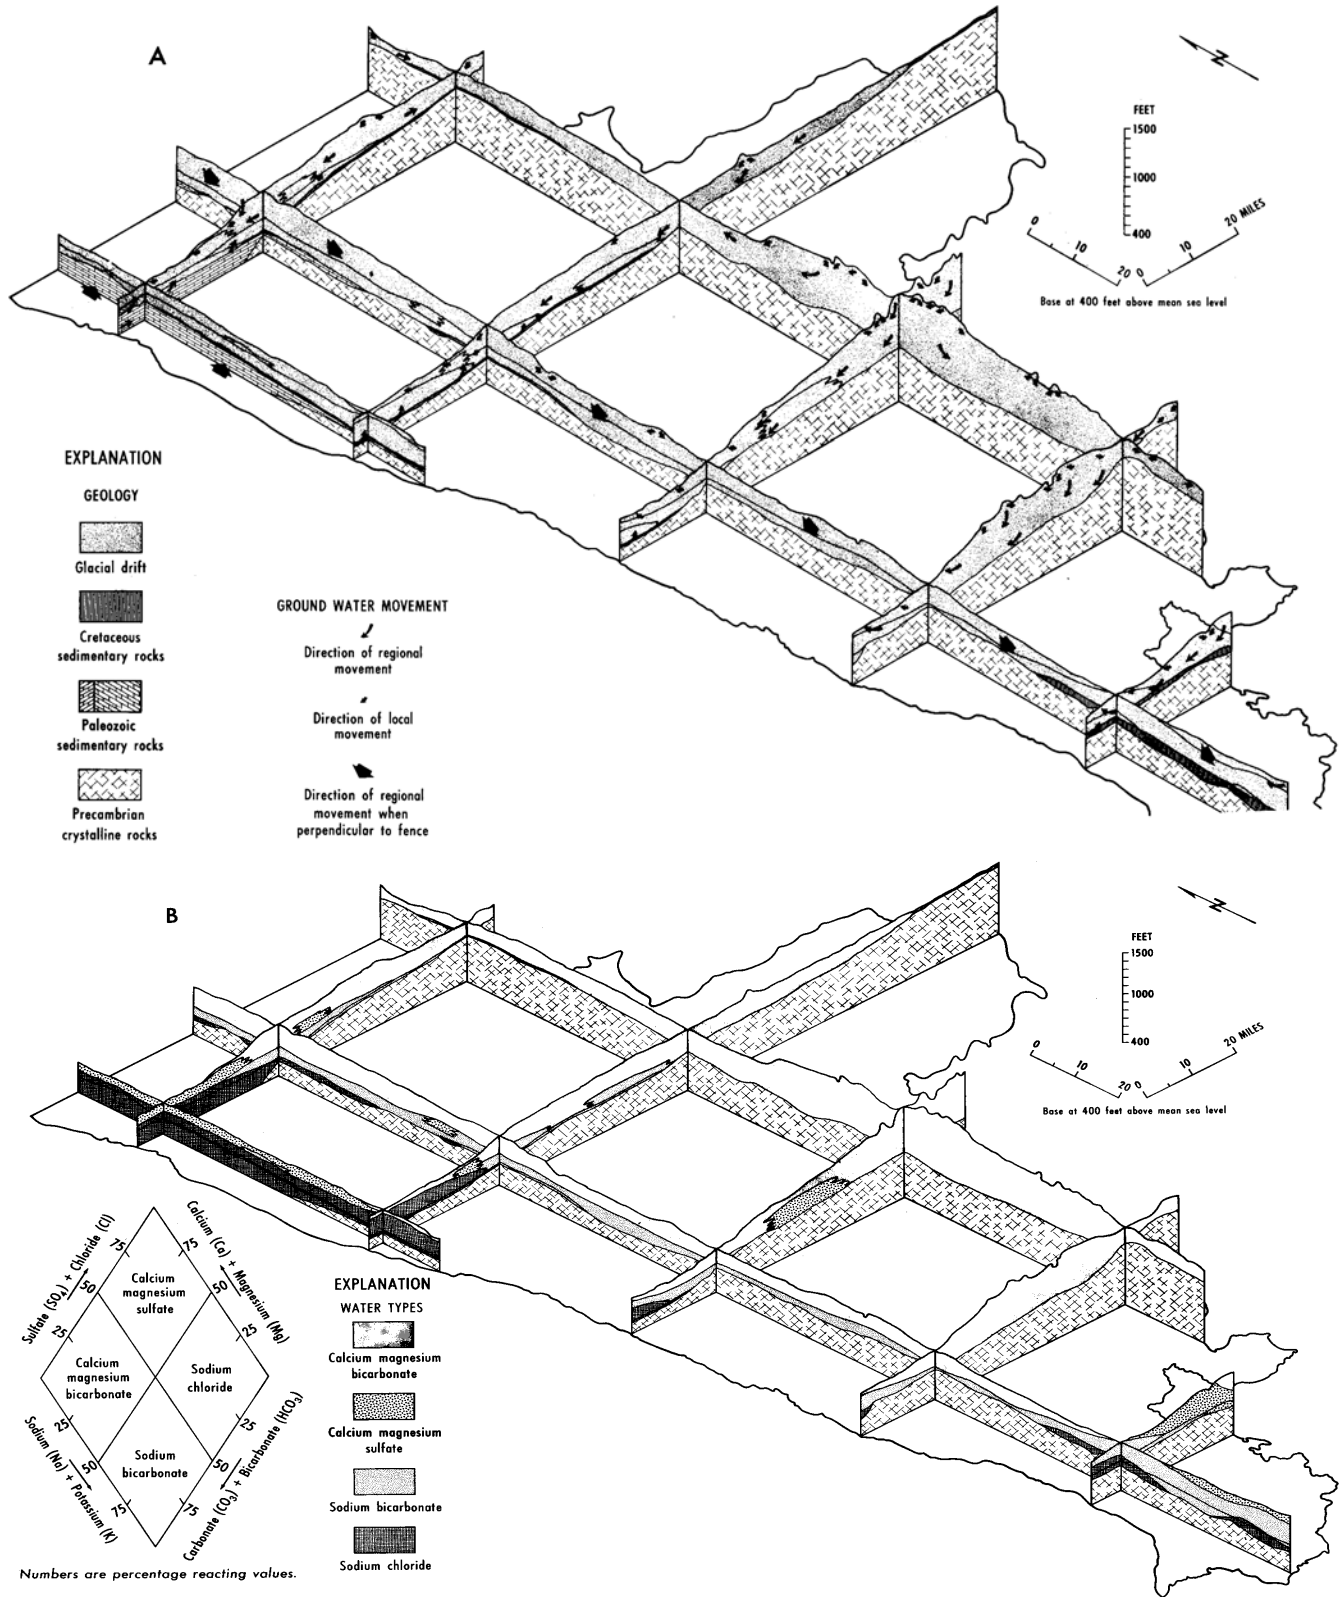 A
N
FEET
1500
1000
400
0
10
20
0
10
20 MILES
Base at 400 feet above mean sea level
EXPLANATION
GEOLOGY
Glacial drift
Cretaceous
sedimentary rocks
Paleozoic
sedimentary rocks
Precambrian
crystalline rocks
GROUND WATER MOVEMENT
Direction of regional
movement
Direction of local
movement
Direction of regional
movement when
perpendicular to fence
B
N
FEET
1500
1000
400
0
10
20
0
10
20 MILES
Base at 400 feet above mean sea level
Sulfate (SO4) + Chloride (Cl)
25
50
75
Calcium (Ca) + Magnesium (Mg)
75
50
25
Calcium
magnesium
sulfate
Calcium
magnesium
bicarbonate
Sodium
chloride
Sodium
bicarbonate
Sodium (Na) + Potassium (K)
25
50
75
Carbonate (CO3) + Bicarbonate (HCO3)
25
50
75
Numbers are percentage reacting values.
EXPLANATION
WATER TYPES
Calcium magnesium
bicarbonate
Calcium magnesium
sulfate
Sodium bicarbonate
Sodium chloride